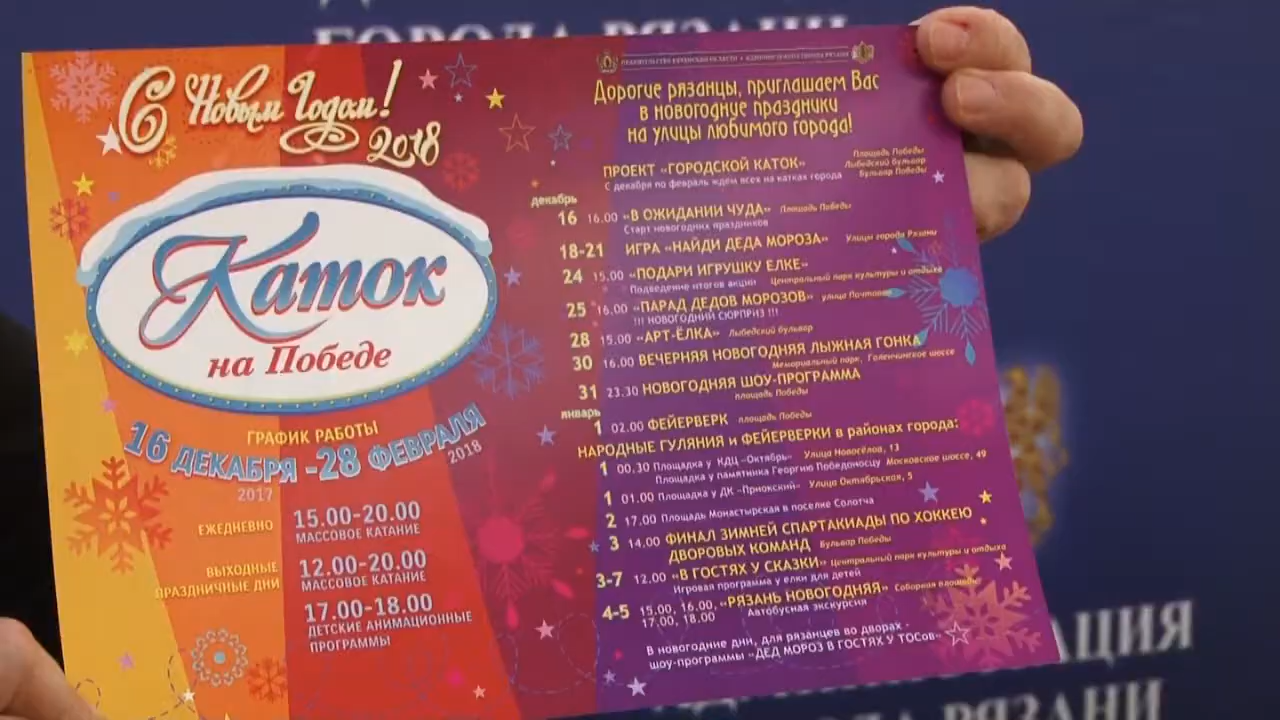 ГОРОДА РЯЗАНИ
С Новым Годом!
2018
Каток
на Победе
ГРАФИК РАБОТЫ
16 ДЕКАБРЯ -28 ФЕВРАЛЯ
2017
2018
ЕЖЕДНЕВНО
15.00-20.00
МАССОВОЕ КАТАНИЕ
ВЫХОДНЫЕ
ПРАЗДНИЧНЫЕ ДНИ
12.00-20.00
МАССОВОЕ КАТАНИЕ
17.00-18.00
ДЕТСКИЕ АНИМАЦИОННЫЕ
ПРОГРАММЫ
ПРАВИТЕЛЬСТВО РЯЗАНСКОЙ ОБЛАСТИ • АДМИНИСТРАЦИЯ ГОРОДА РЯЗАНИ
Дорогие рязанцы, приглашаем Вас
в новогодние праздники
на улицы любимого города!
ПРОЕКТ «ГОРОДСКОЙ КАТОК»
С декабря по февраль ждём всех на катках города
Площадь Победы
Лыбедский бульвар
Бульвар Победы
декабрь
16 16.00 «В ОЖИДАНИИ ЧУДА» Площадь Победы
Старт новогодних праздников
18-21 ИГРА «НАЙДИ ДЕДА МОРОЗА» Улицы города Рязани
24 15.00 «ПОДАРИ ИГРУШКУ ЕЛКЕ»
Подведение итогов акции Центральный парк культуры и отдыха
25 16.00 «ПАРАД ДЕДОВ МОРОЗОВ» улица Почтовая
!!! НОВОГОДНИЙ СЮРПРИЗ !!!
28 15.00 «АРТ-ЁЛКА» Лыбедский бульвар
30 16.00 ВЕЧЕРНЯЯ НОВОГОДНЯЯ ЛЫЖНАЯ ГОНКА
Мемориальный парк, Голенчинское шоссе
31 23.30 НОВОГОДНЯЯ ШОУ-ПРОГРАММА
площадь Победы
январь
1 02.00 ФЕЙЕРВЕРК площадь Победы
НАРОДНЫЕ ГУЛЯНИЯ и ФЕЙЕРВЕРКИ в районах города:
1 00.30 Площадка у КДЦ «Октябрь» Улица Новосёлов, 13
Площадка у памятника Георгию Победоносцу Московское шоссе, 49
1 01.00 Площадка у ДК «Приокский» Улица Октябрьская, 5
2 17.00 Площадь Монастырская в поселке Солотча
3 14.00 ФИНАЛ ЗИМНЕЙ СПАРТАКИАДЫ ПО ХОККЕЮ
ДВОРОВЫХ КОМАНД Бульвар Победы
3-7 12.00 «В ГОСТЯХ У СКАЗКИ» Центральный парк культуры и отдыха
Игровая программа у елки для детей
4-5 15.00, 16.00, «РЯЗАНЬ НОВОГОДНЯЯ» Соборная площадь
17.00, 18.00 Автобусная экскурсия
В новогодние дни, для рязанцев во дворах -
шоу-программы «ДЕД МОРОЗ В ГОСТЯХ У ТОСов»
РЯЗАНИ